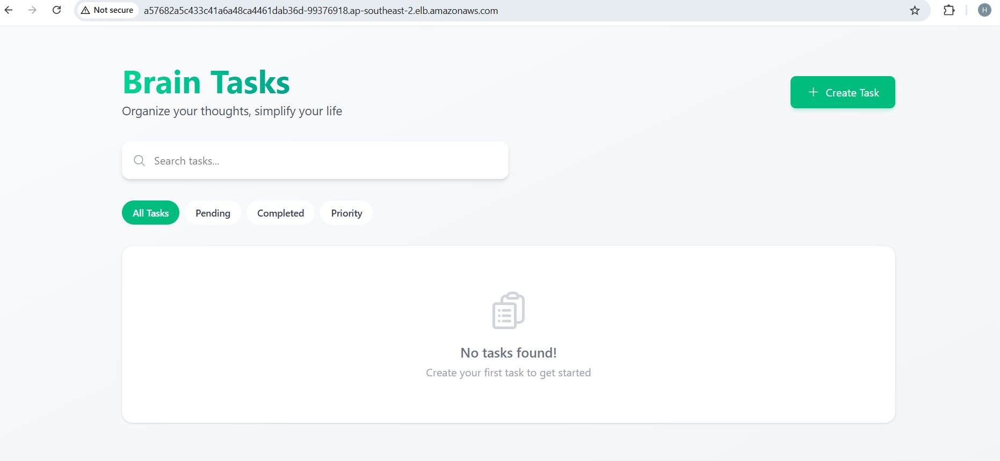 Not secure
a57682a5c433c41a6a48ca4461dab36d-99376918.ap-southeast-2.elb.amazonaws.com
H
Brain Tasks
Organize your thoughts, simplify your life
Create Task
Search tasks...
All Tasks
Pending
Completed
Priority
No tasks found!
Create your first task to get started